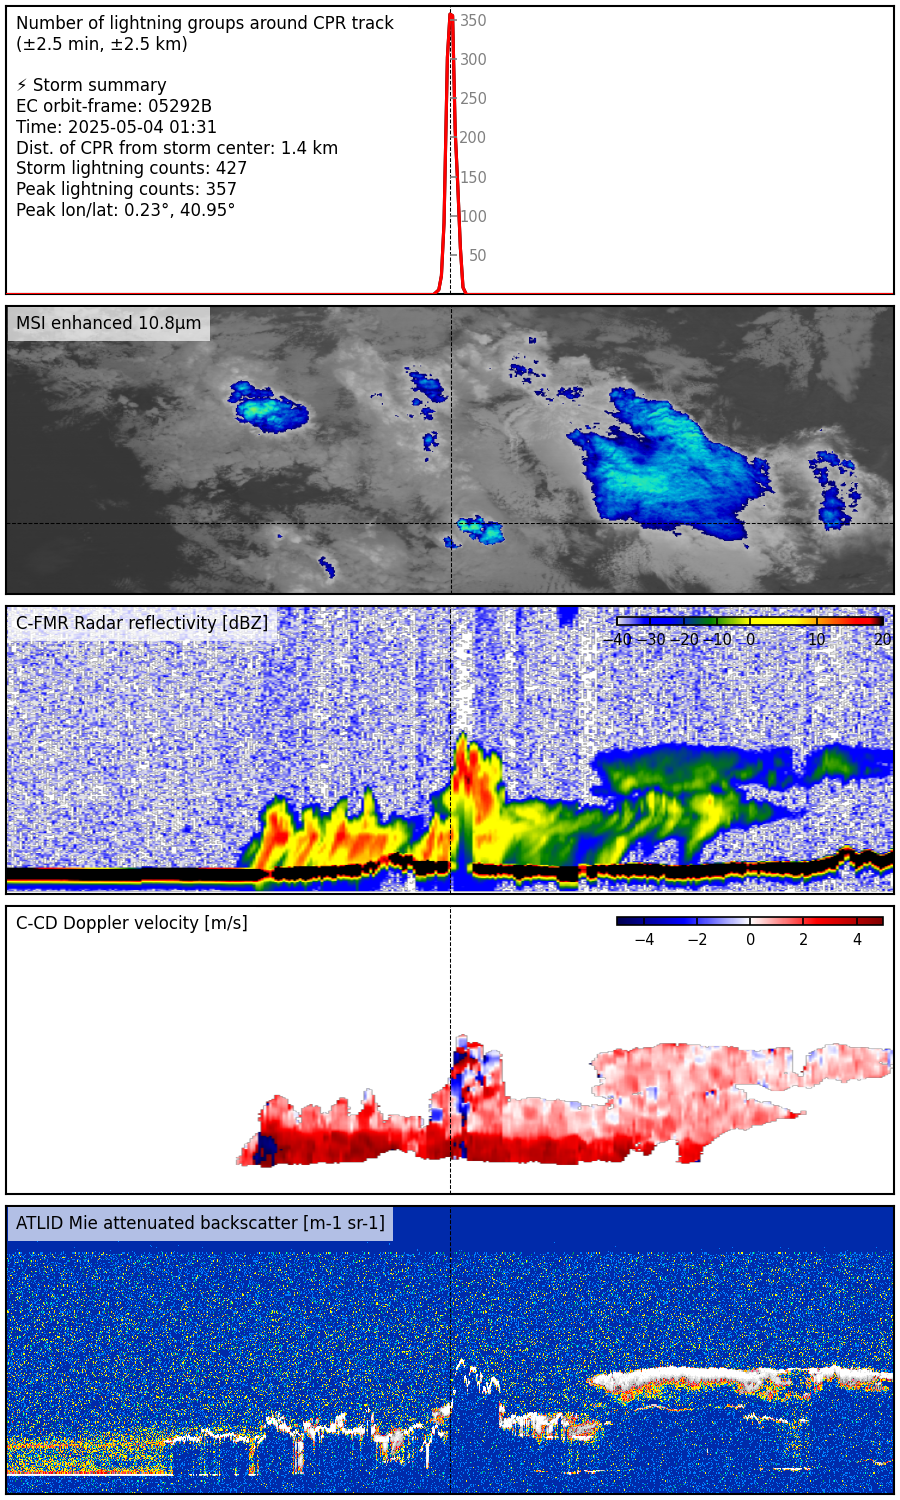 Number of lightning groups around CPR track
(±2.5 min, ±2.5 km)
⚡ Storm summary
EC orbit-frame: 05292B
Time: 2025-05-04 01:31
Dist. of CPR from storm center: 1.4 km
Storm lightning counts: 427
Peak lightning counts: 357
Peak lon/lat: 0.23°, 40.95°
350
300
250
200
150
100
50
MSI enhanced 10.8μm
C-FMR Radar reflectivity [dBZ]
−40 −30 −20 −10 0 10 20
C-CD Doppler velocity [m/s]
−4 −2 0 2 4
ATLID Mie attenuated backscatter [m-1 sr-1]